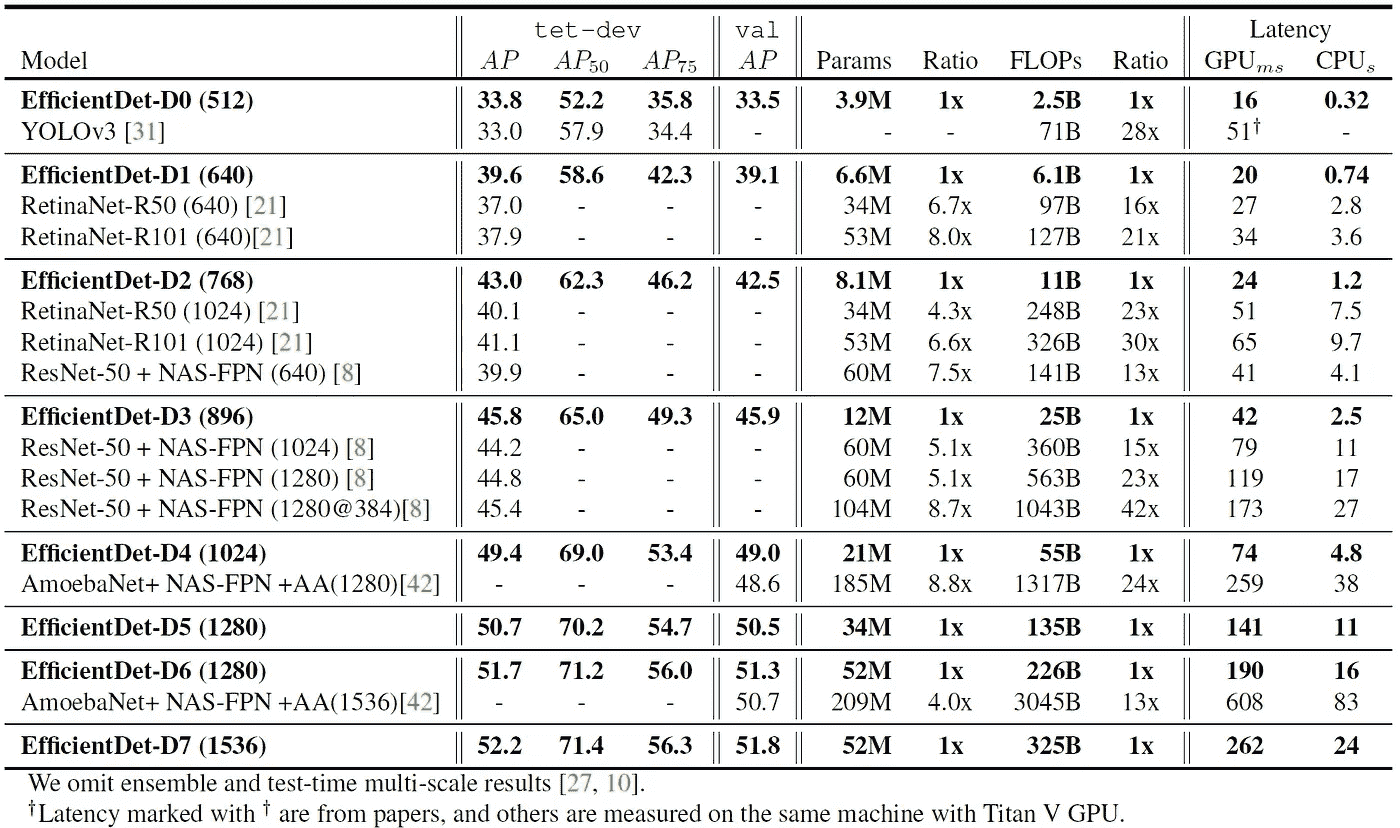 tet-dev val Latency
Model AP AP50 AP75 AP Params Ratio FLOPs Ratio GPUms CPUs
EfficientDet-D0 (512) 33.8 52.2 35.8 33.5 3.9M 1x 2.5B 1x 16 0.32
YOLOv3 [31] 33.0 57.9 34.4 - - - 71B 28x 51† -
EfficientDet-D1 (640) 39.6 58.6 42.3 39.1 6.6M 1x 6.1B 1x 20 0.74
RetinaNet-R50 (640) [21] 37.0 - - - 34M 6.7x 97B 16x 27 2.8
RetinaNet-R101 (640)[21] 37.9 - - - 53M 8.0x 127B 21x 34 3.6
EfficientDet-D2 (768) 43.0 62.3 46.2 42.5 8.1M 1x 11B 1x 24 1.2
RetinaNet-R50 (1024) [21] 40.1 - - - 34M 4.3x 248B 23x 51 7.5
RetinaNet-R101 (1024) [21] 41.1 - - - 53M 6.6x 326B 30x 65 9.7
ResNet-50 + NAS-FPN (640) [8] 39.9 - - - 60M 7.5x 141B 13x 41 4.1
EfficientDet-D3 (896) 45.8 65.0 49.3 45.9 12M 1x 25B 1x 42 2.5
ResNet-50 + NAS-FPN (1024) [8] 44.2 - - - 60M 5.1x 360B 15x 79 11
ResNet-50 + NAS-FPN (1280) [8] 44.8 - - - 60M 5.1x 563B 23x 119 17
ResNet-50 + NAS-FPN (1280@384)[8] 45.4 - - - 104M 8.7x 1043B 42x 173 27
EfficientDet-D4 (1024) 49.4 69.0 53.4 49.0 21M 1x 55B 1x 74 4.8
AmoebaNet+ NAS-FPN +AA(1280)[42] - - - 48.6 185M 8.8x 1317B 24x 259 38
EfficientDet-D5 (1280) 50.7 70.2 54.7 50.5 34M 1x 135B 1x 141 11
EfficientDet-D6 (1280) 51.7 71.2 56.0 51.3 52M 1x 226B 1x 190 16
AmoebaNet+ NAS-FPN +AA(1536)[42] - - - 50.7 209M 4.0x 3045B 13x 608 83
EfficientDet-D7 (1536) 52.2 71.4 56.3 51.8 52M 1x 325B 1x 262 24
We omit ensemble and test-time multi-scale results [27, 10].
†Latency marked with † are from papers, and others are measured on the same machine with Titan V GPU.